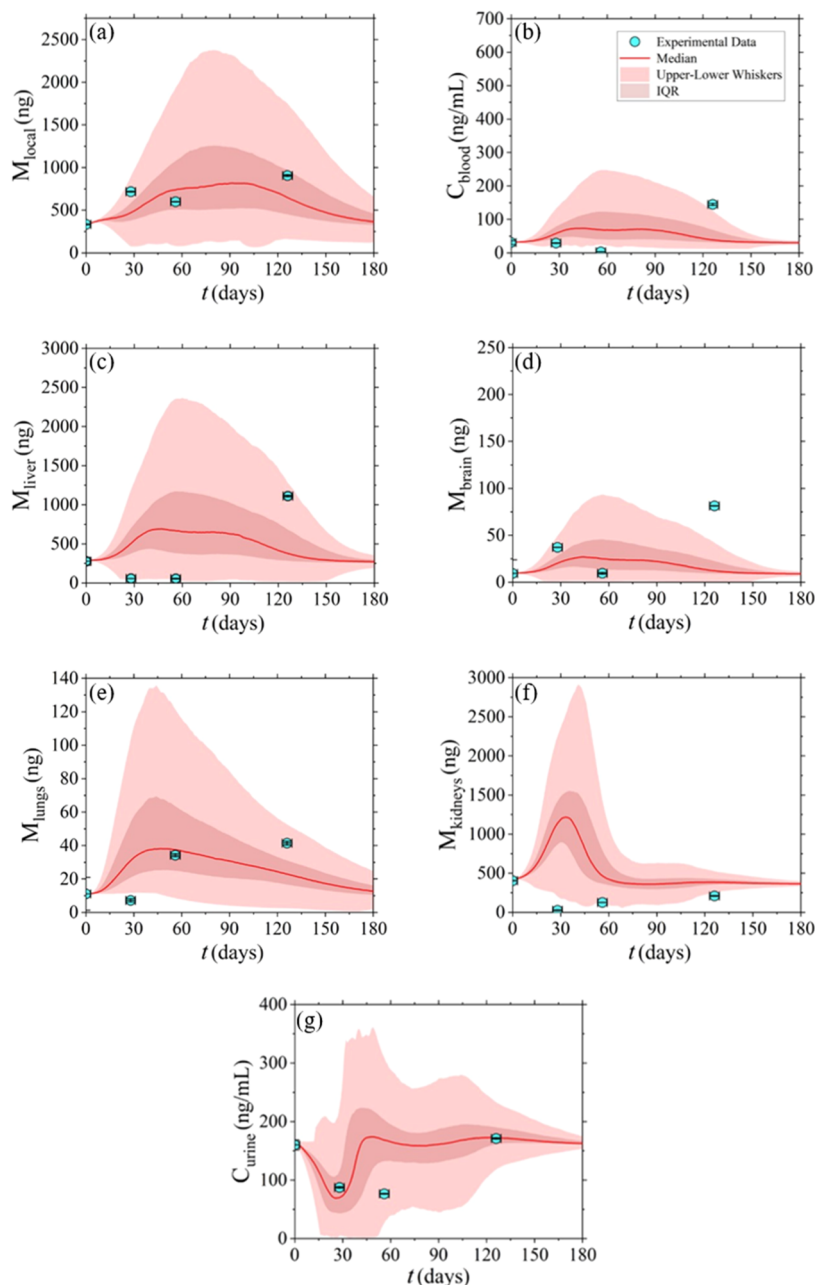 (a)
M_local (ng)
2500
2000
1500
1000
500
0
0 30 60 90 120 150 180
t (days)
(b)
C_blood (ng/mL)
700
600
500
400
300
200
100
0
0 30 60 90 120 150 180
t (days)
Experimental Data
Median
Upper-Lower Whiskers
IQR
(c)
M_liver (ng)
3000
2500
2000
1500
1000
500
0
0 30 60 90 120 150 180
t (days)
(d)
M_brain (ng)
250
200
150
100
50
0
0 30 60 90 120 150 180
t (days)
(e)
M_lungs (ng)
140
120
100
80
60
40
20
0
0 30 60 90 120 150 180
t (days)
(f)
M_kidneys (ng)
3000
2500
2000
1500
1000
500
0
0 30 60 90 120 150 180
t (days)
(g)
C_urine (ng/mL)
400
300
200
100
0
0 30 60 90 120 150 180
t (days)